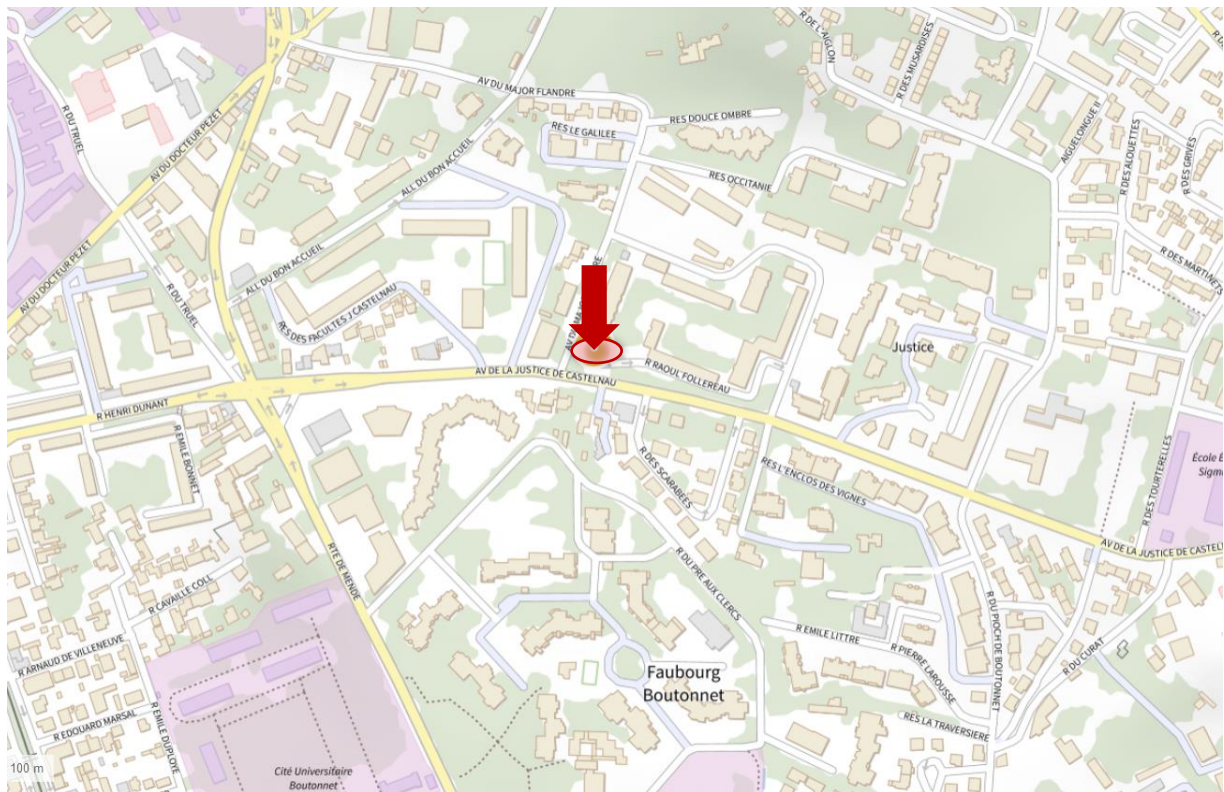 R DE L'AIGLON
R DES MUSARDISES
AV DU MAJOR FLANDRE
R DU TRUEL
AV DU DOCTEUR PEZET
RES DOUCE OMBRE
RES LE GALILEE
AIGUELONGUE II
R DES ALOUETTES
R DES GRIVES
ALL DU BON ACCUEIL
RES OCCITANIE
AV DU DOCTEUR PEZET
ALL DU BON ACCUEIL
R DES MARTINETS
R DU TRUEL
RES DES FACULTES J CASTELNAU
Justice
R RAOUL FOLLEREAU
AV DE LA JUSTICE DE CASTELNAU
R HENRI DUNANT
R EMILE BONNET
R DES SCARABEES
RES L'ENCLOS DES VIGNES
R DES TOURTERELLES
École
AV DE LA JUSTICE DE CASTELN
RTE DE MENDE
R DU PRE AUX CLERCS
R CAVAILLE COLL
R ARNAUD DE VILLENEUVE
R EMILE LITTRE
R PIERRE LAROUSSE
R DU PIOCH DE BOUTONNET
R DU CURAT
Faubourg
Boutonnet
R EDOUARD MARSAL
R EMILE DUPLOYE
RES LA TRAVERSIERE
100 m
Cité Universitaire
Boutonnet